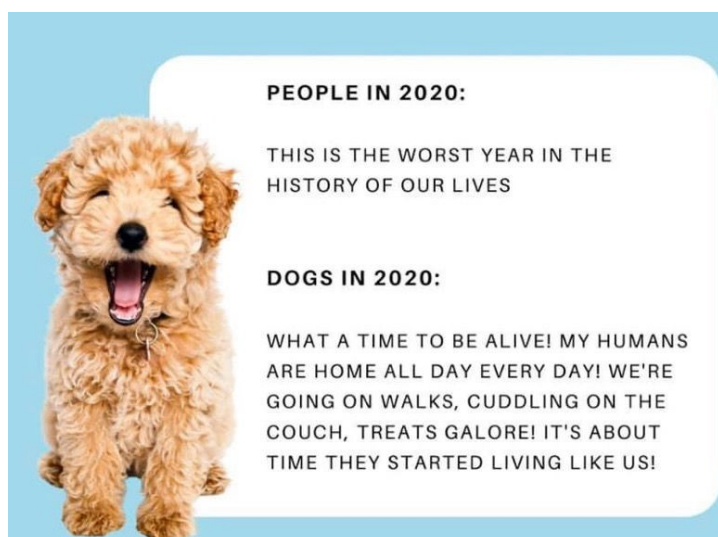 PEOPLE IN 2020:
THIS IS THE WORST YEAR IN THE
HISTORY OF OUR LIVES
DOGS IN 2020:
WHAT A TIME TO BE ALIVE! MY HUMANS
ARE HOME ALL DAY EVERY DAY! WE'RE
GOING ON WALKS, CUDDLING ON THE
COUCH, TREATS GALORE! IT'S ABOUT
TIME THEY STARTED LIVING LIKE US!